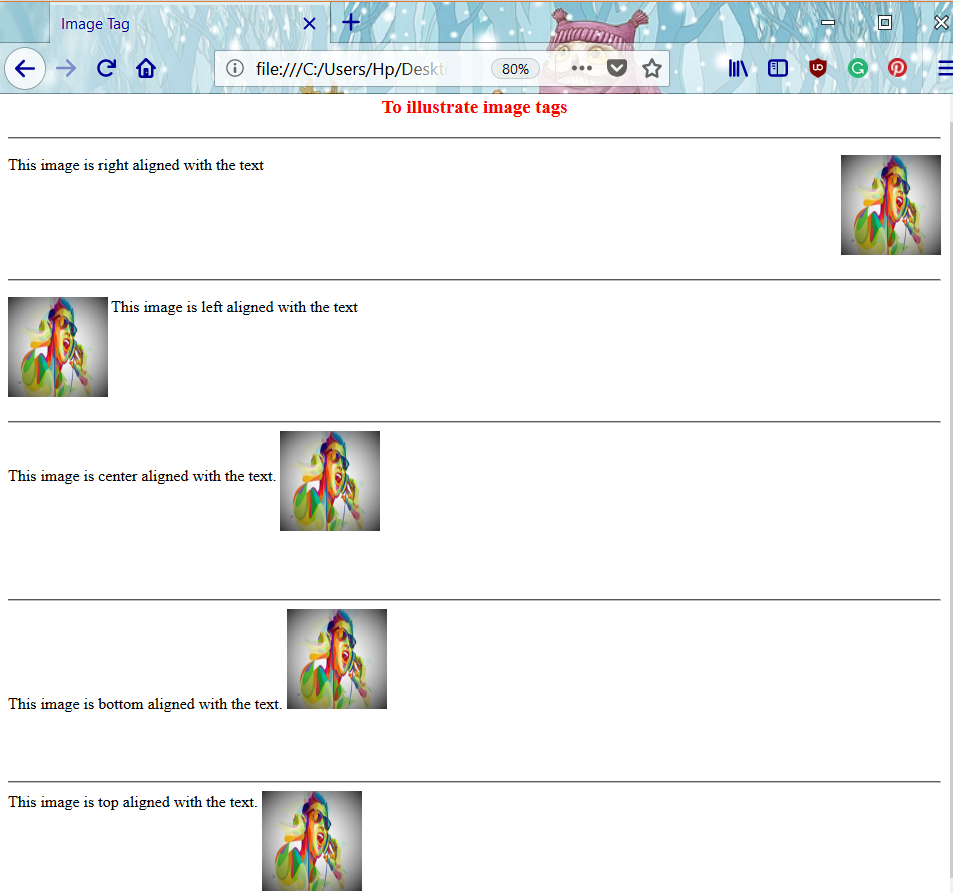 Image Tag
file:///C:/Users/Hp/Deskt
80%
To illustrate image tags
This image is right aligned with the text
This image is left aligned with the text
This image is center aligned with the text.
This image is bottom aligned with the text.
This image is top aligned with the text.